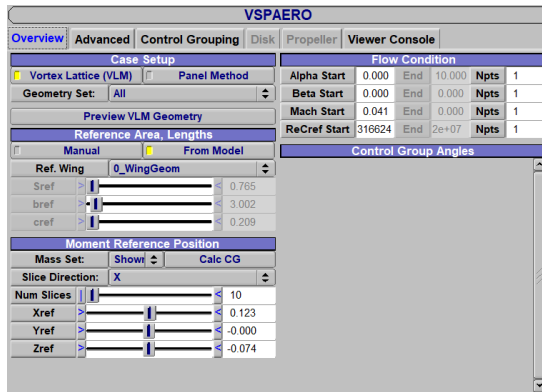 VSPAERO
Overview Advanced Control Grouping Disk Propeller Viewer Console
Case Setup
Vortex Lattice (VLM) Panel Method
Geometry Set: All
Preview VLM Geometry
Reference Area, Lengths
Manual From Model
Ref. Wing 0_WingGeom
Sref > < 0.765
bref > < 3.002
cref > < 0.209
Moment Reference Position
Mass Set: Shown Calc CG
Slice Direction: X
Num Slices | < 10
Xref > < 0.123
Yref > < -0.000
Zref > < -0.074
Flow Condition
Alpha Start 0.000 End 10.000 Npts 1
Beta Start 0.000 End 0.000 Npts 1
Mach Start 0.041 End 0.000 Npts 1
ReCref Start 316624 End 2e+07 Npts 1
Control Group Angles